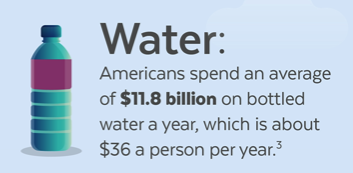 Water:
Americans spend an average
of $11.8 billion on bottled
water a year, which is about
$36 a person per year.³